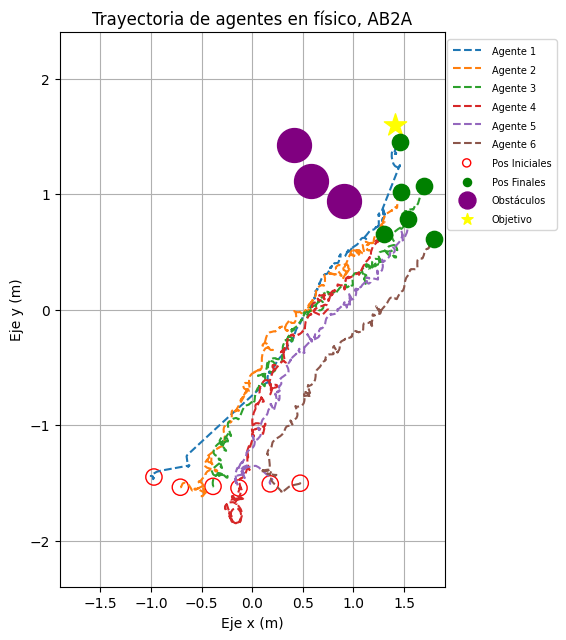 Trayectoria de agentes en físico, AB2A
Eje y (m)
2
1
0
−1
−2
−1.5
−1.0
−0.5
0.0
0.5
1.0
1.5
Eje x (m)
Agente 1
Agente 2
Agente 3
Agente 4
Agente 5
Agente 6
Pos Iniciales
Pos Finales
Obstáculos
Objetivo